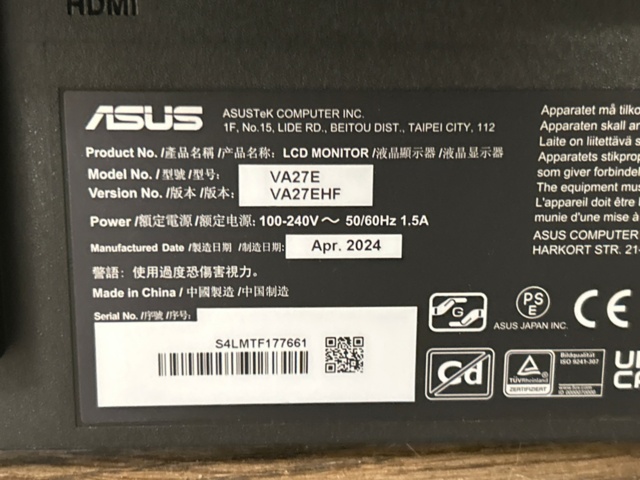 HDMI
ASUS
ASUSTeK COMPUTER INC.
1F, No.15, LIDE RD., BEITOU DIST., TAIPEI CITY, 112
Product No. /產品名稱 /产品名称: LCD MONITOR /液晶顯示器 /液晶显示器
Model No. /型號 /型号: VA27E
Version No. /版本 /版本: VA27EHF
Power /額定電源 /额定电源: 100-240V～ 50/60Hz 1.5A
Manufactured Date /製造日期 /制造日期: Apr. 2024
警語: 使用過度恐傷害視力。
Made in China / 中國製造 /中国制造
Serial No. /序號 /序号:
S4LMTF177661
Apparatet må tilko
Apparaten skall an
Laite on liitettävä s
Apparatets stikprop
som giver forbindel
The equipment mus
L'appareil doit être l
munie d'une mise à
ASUS COMPUTER
HARKORT STR. 21-
G
PS
E
ASUS JAPAN INC.
CE
Cd
TÜVRheinland
ZERTIFIZIERT
Bildqualität
ISO 9241-307
UK
CA